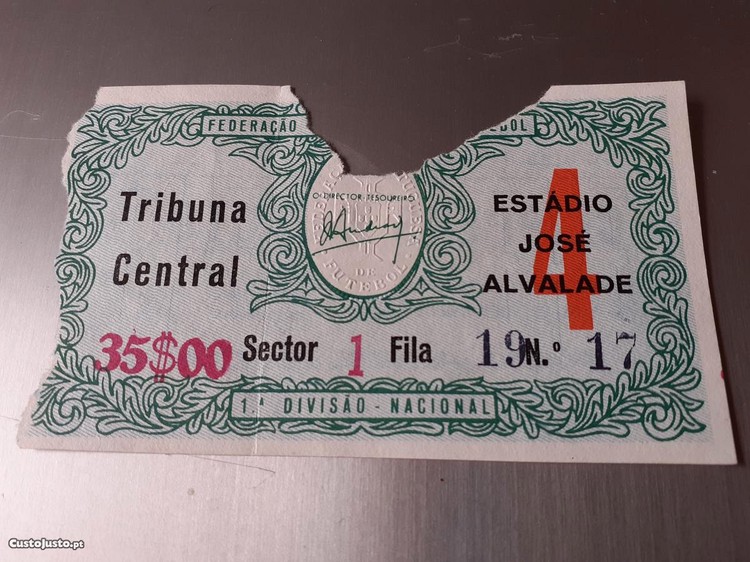 FEDERAÇÃO
EBOL
O DIRECTOR-TESOUREIRO
DE
FUTEBOL
Tribuna
Central
ESTÁDIO
JOSÉ
ALVALADE
4
35$00 Sector 1 Fila 19 N.º 17
1.ª DIVISÃO - NACIONAL
CustoJusto.pt